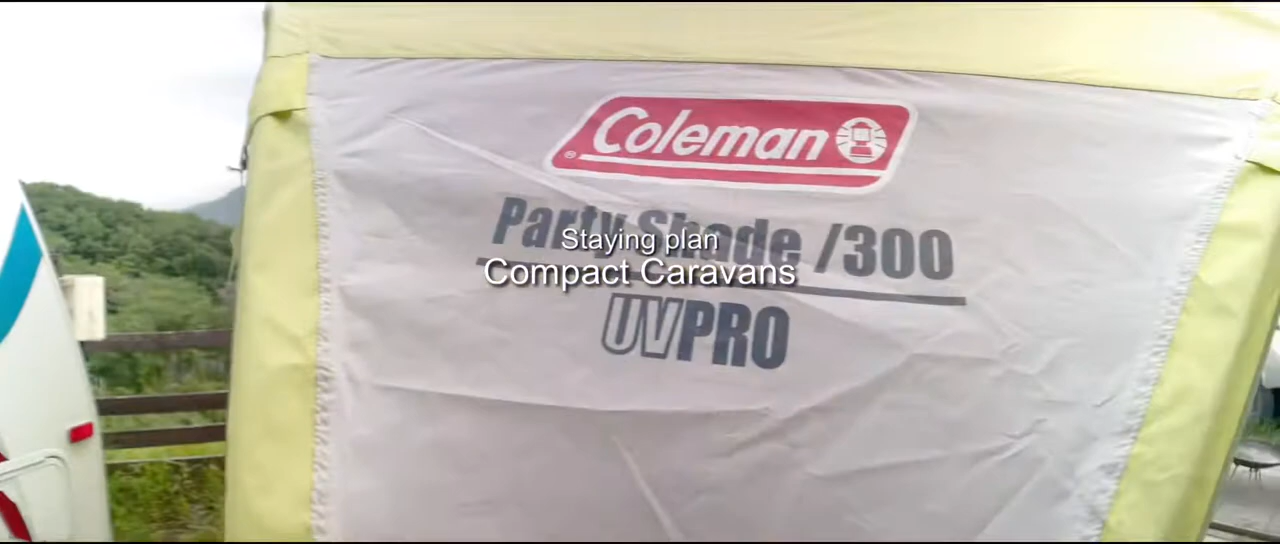 Coleman
®
Party Shade /300
Staying plan
Compact Caravans
UVPRO